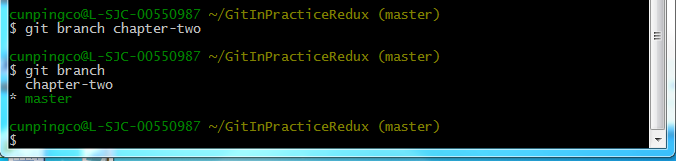 cunpingco@L-SJC-00550987 ~/GitInPracticeRedux (master)
$ git branch chapter-two
cunpingco@L-SJC-00550987 ~/GitInPracticeRedux (master)
$ git branch
  chapter-two
* master
cunpingco@L-SJC-00550987 ~/GitInPracticeRedux (master)
$